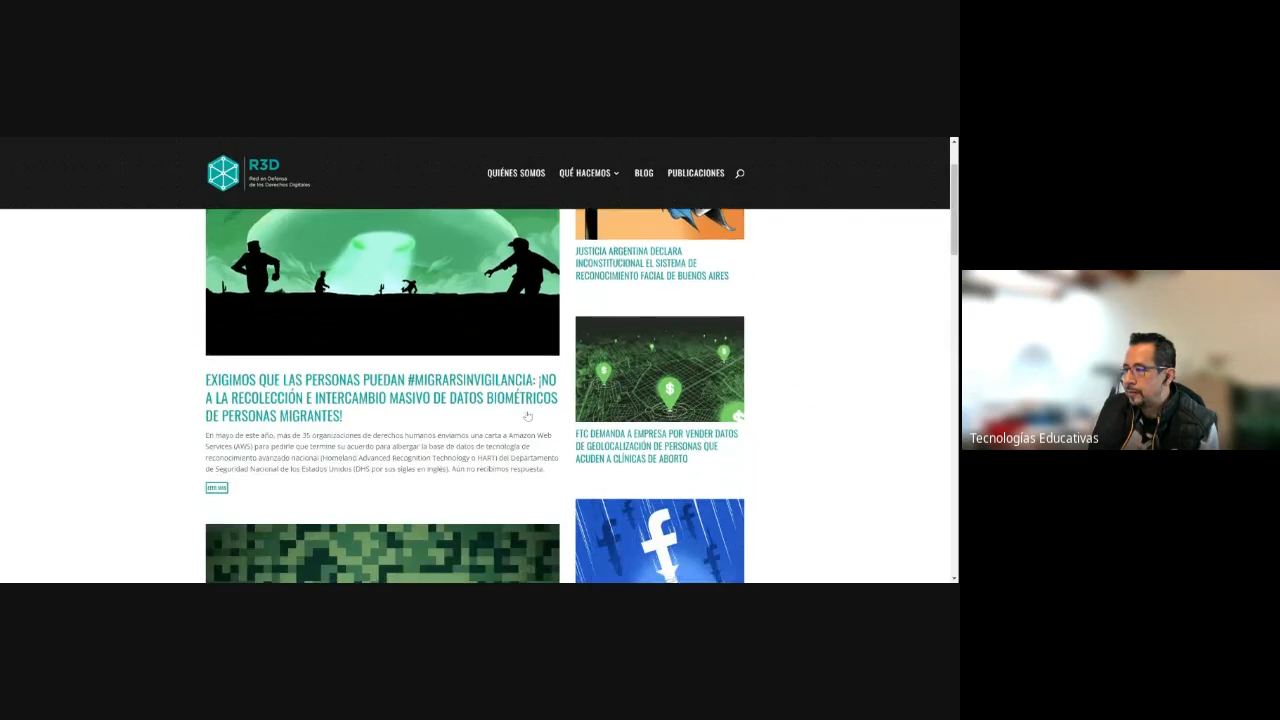 R3D
Red en Defensa
de los Derechos Digitales
QUIÉNES SOMOS
QUÉ HACEMOS
BLOG
PUBLICACIONES
EXIGIMOS QUE LAS PERSONAS PUEDAN #MIGRARSINVIGILANCIA: ¡NO
A LA RECOLECCIÓN E INTERCAMBIO MASIVO DE DATOS BIOMÉTRICOS
DE PERSONAS MIGRANTES!
En mayo de este año, más de 35 organizaciones de derechos humanos enviamos una carta a Amazon Web
Services (AWS) para pedirle que termine su acuerdo para albergar la base de datos de tecnología de
reconocimiento avanzado nacional (Homeland Advanced Recognition Technology o HART) del Departamento
de Seguridad Nacional de los Estados Unidos (DHS por sus siglas en inglés). Aún no recibimos respuesta.
LEER MÁS
JUSTICIA ARGENTINA DECLARA
INCONSTITUCIONAL EL SISTEMA DE
RECONOCIMIENTO FACIAL DE BUENOS AIRES
$
$
$
$
FTC DEMANDA A EMPRESA POR VENDER DATOS
DE GEOLOCALIZACIÓN DE PERSONAS QUE
ACUDEN A CLÍNICAS DE ABORTO
f
Tecnologías Educativas